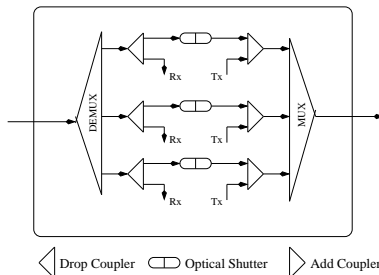 Rx Tx
DEMUX
Rx Tx
MUX
Rx Tx
Drop Coupler Optical Shutter Add Coupler